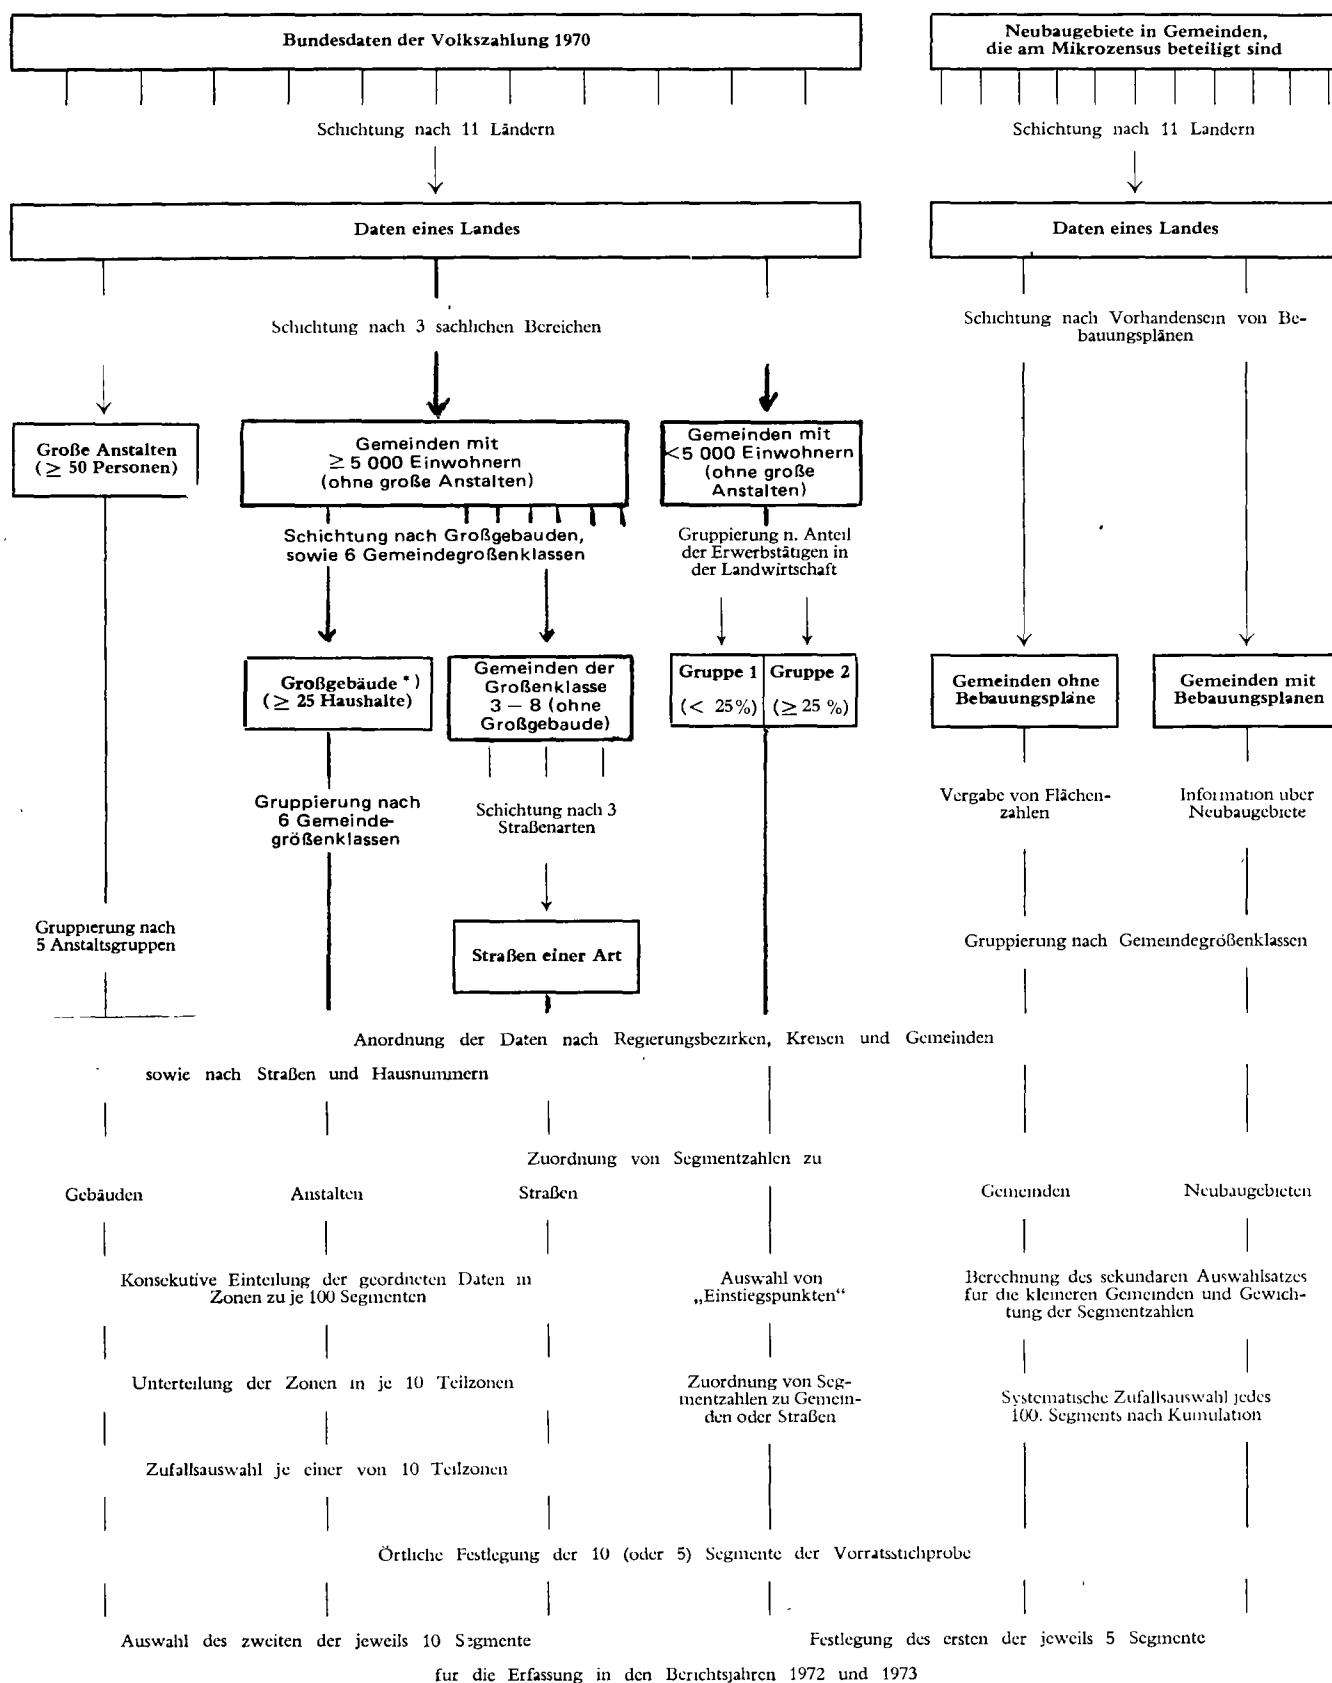 Bundesdaten der Volkszahlung 1970
Neubaugebiete in Gemeinden,
die am Mikrozensus beteiligt sind
Schichtung nach 11 Ländern
Schichtung nach 11 Landern
Daten eines Landes
Daten eines Landes
Schichtung nach 3 sachlichen Bereichen
Schichtung nach Vorhandensein von Be-
bauungsplänen
Große Anstalten
(≥ 50 Personen)
Gemeinden mit
≥ 5 000 Einwohnern
(ohne große Anstalten)
Gemeinden mit
<5 000 Einwohnern
(ohne große
Anstalten)
Schichtung nach Großgebauden,
sowie 6 Gemeindegroßenklassen
Gruppierung n. Anteil
der Erwerbstätigen in
der Landwirtschaft
Großgebäude *)
(≥ 25 Haushalte)
Gemeinden der
Großenklasse
3 – 8 (ohne
Großgebaude)
Gruppe 1
(< 25%)
Gruppe 2
(≥ 25 %)
Gemeinden ohne
Bebauungspläne
Gemeinden mit
Bebauungsplanen
Gruppierung nach
6 Gemeinde-
größenklassen
Schichtung nach 3
Straßenarten
Vergabe von Flächen-
zahlen
Information uber
Neubaugebiete
Gruppierung nach
5 Anstaltsgruppen
Straßen einer Art
Gruppierung nach Gemeindegrößenklassen
Anordnung der Daten nach Regierungsbezirken, Kreisen und Gemeinden
sowie nach Straßen und Hausnummern
Zuordnung von Segmentzahlen zu
Gebäuden
Anstalten
Straßen
Gemeinden
Neubaugebieten
Konsekutive Einteilung der geordneten Daten in
Zonen zu je 100 Segmenten
Auswahl von
„Einstiegspunkten“
Berechnung des sekundaren Auswahlsatzes
fur die kleineren Gemeinden und Gewich-
tung der Segmentzahlen
Unterteilung der Zonen in je 10 Teilzonen
Zuordnung von Seg-
mentzahlen zu Gemein-
den oder Straßen
Systematische Zufallsauswahl jedes
100. Segments nach Kumulation
Zufallsauswahl je einer von 10 Teilzonen
Örtliche Festlegung der 10 (oder 5) Segmente der Vorratsstichprobe
Auswahl des zweiten der jeweils 10 Segmente
Festlegung des ersten der jeweils 5 Segmente
fur die Erfassung in den Berichtsjahren 1972 und 1973